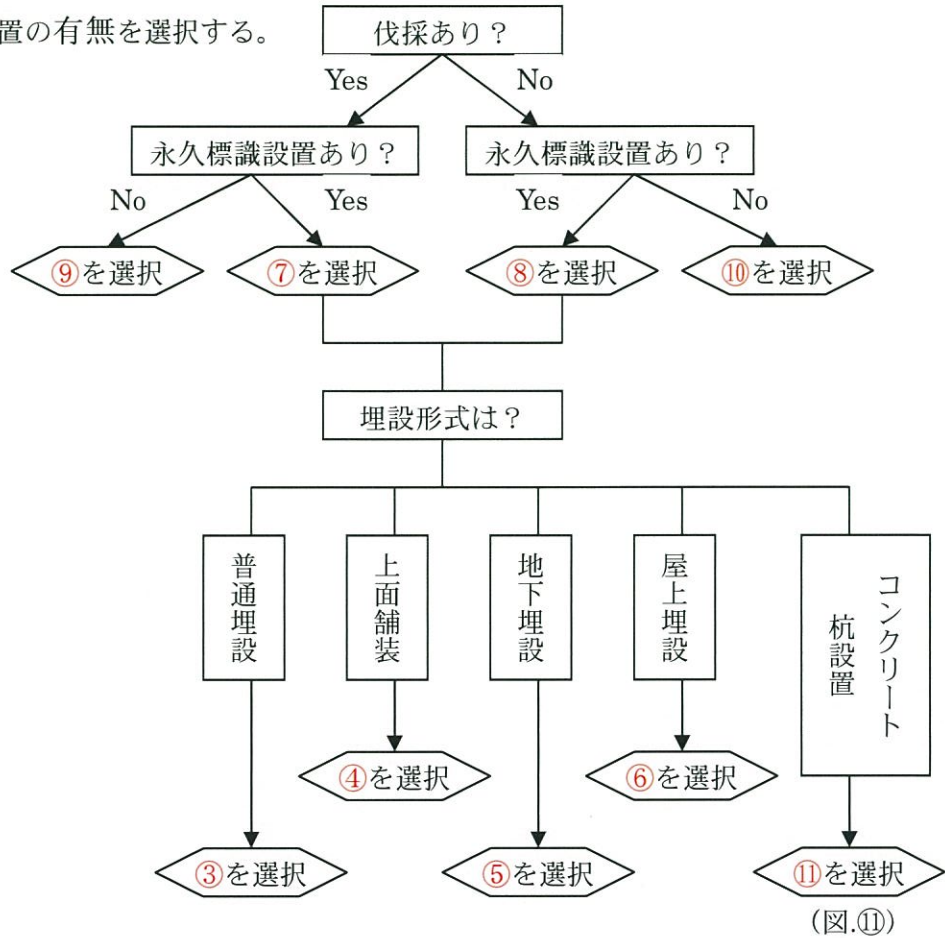 置の有無を選択する。
伐採あり？
Yes
No
永久標識設置あり？
永久標識設置あり？
No
Yes
Yes
No
⑨を選択
⑦を選択
⑧を選択
⑩を選択
埋設形式は？
普通埋設
上面舗装
地下埋設
屋上埋設
コンクリート
杭設置
④を選択
⑥を選択
③を選択
⑤を選択
⑪を選択
（図.⑪）